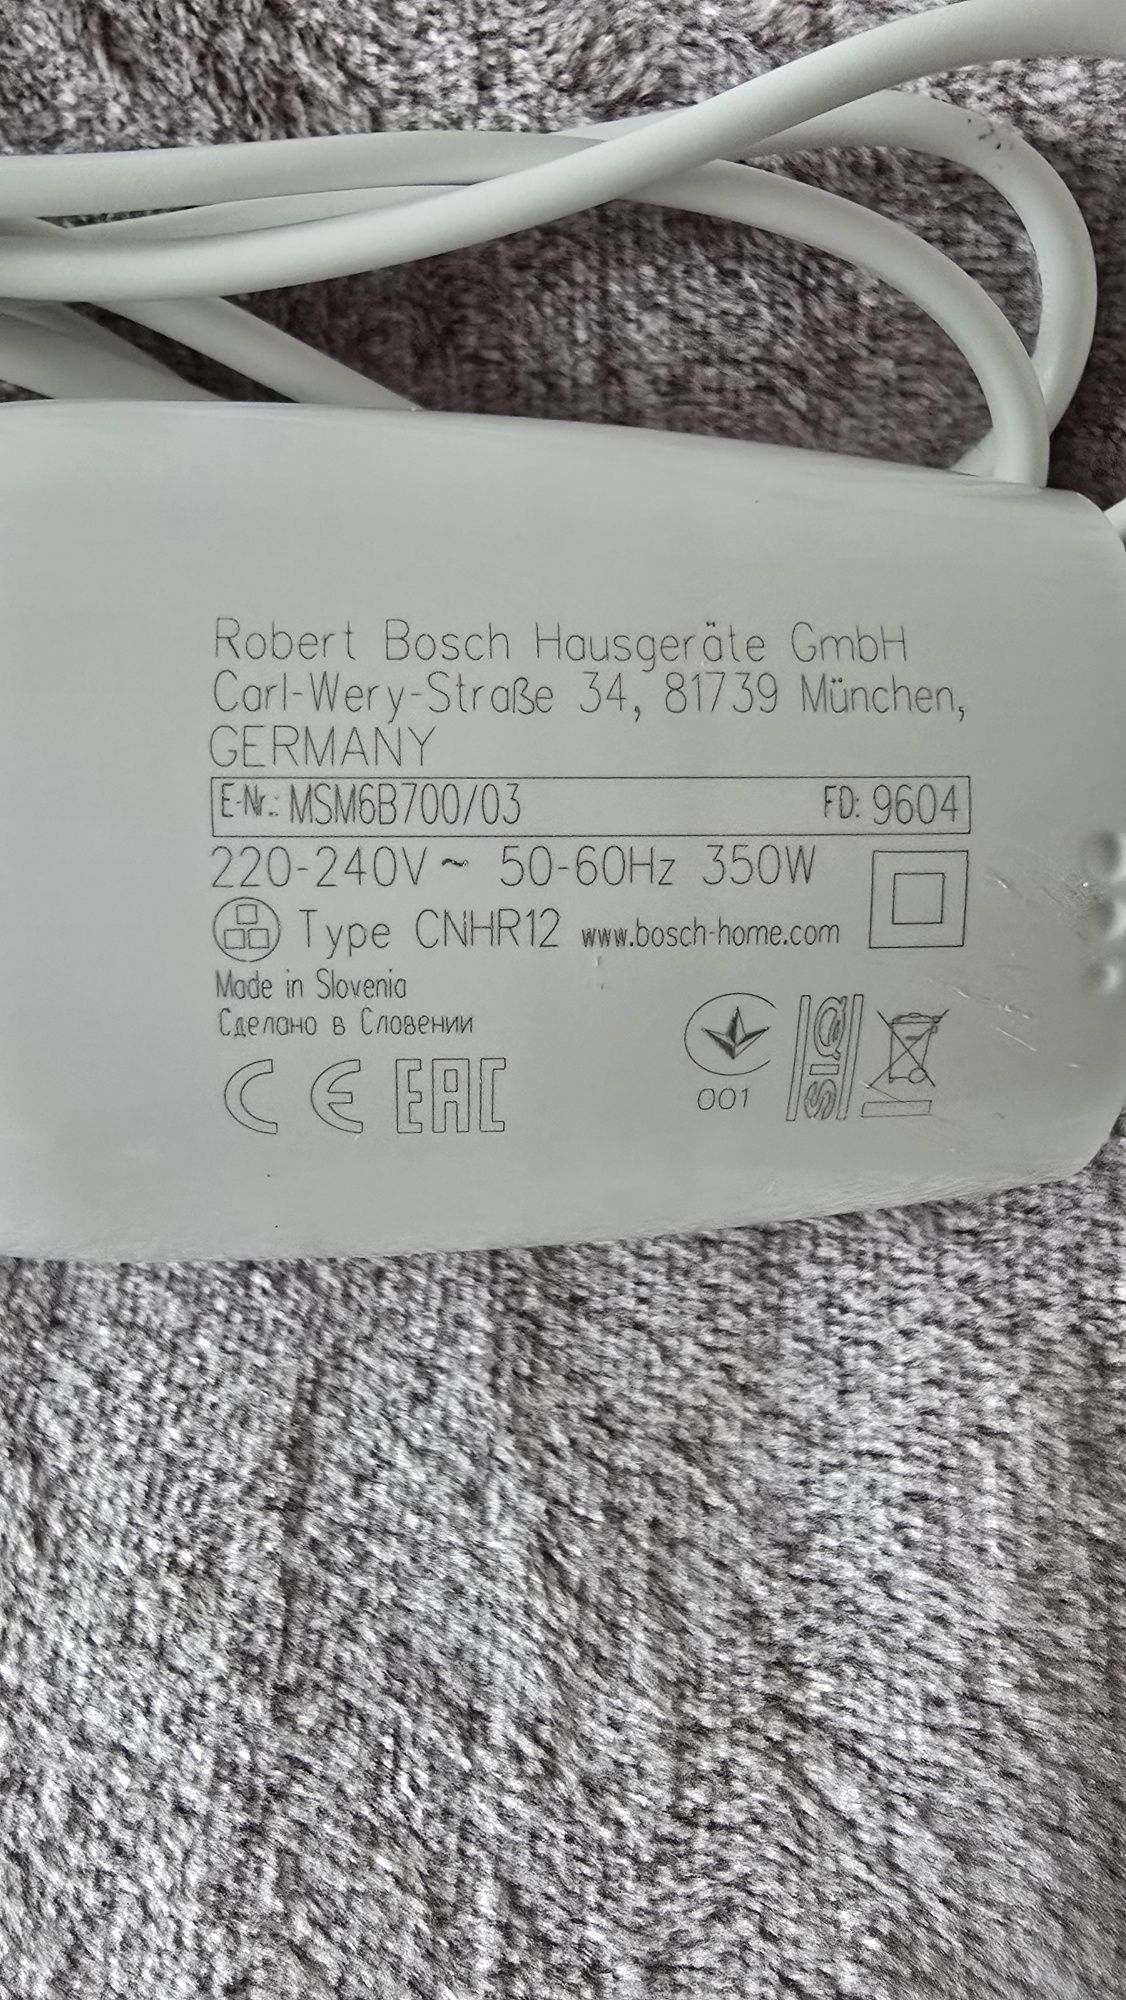 Robert Bosch Hausgeräte GmbH
Carl-Wery-Straße 34, 81739 München,
GERMANY
E-Nr.: MSM6B700/03 FD: 9604
220-240V ~ 50-60Hz 350W
Type CNHR12 www.bosch-home.com
Made in Slovenia
Сделано в Словении
CE EAC 001 SIQ